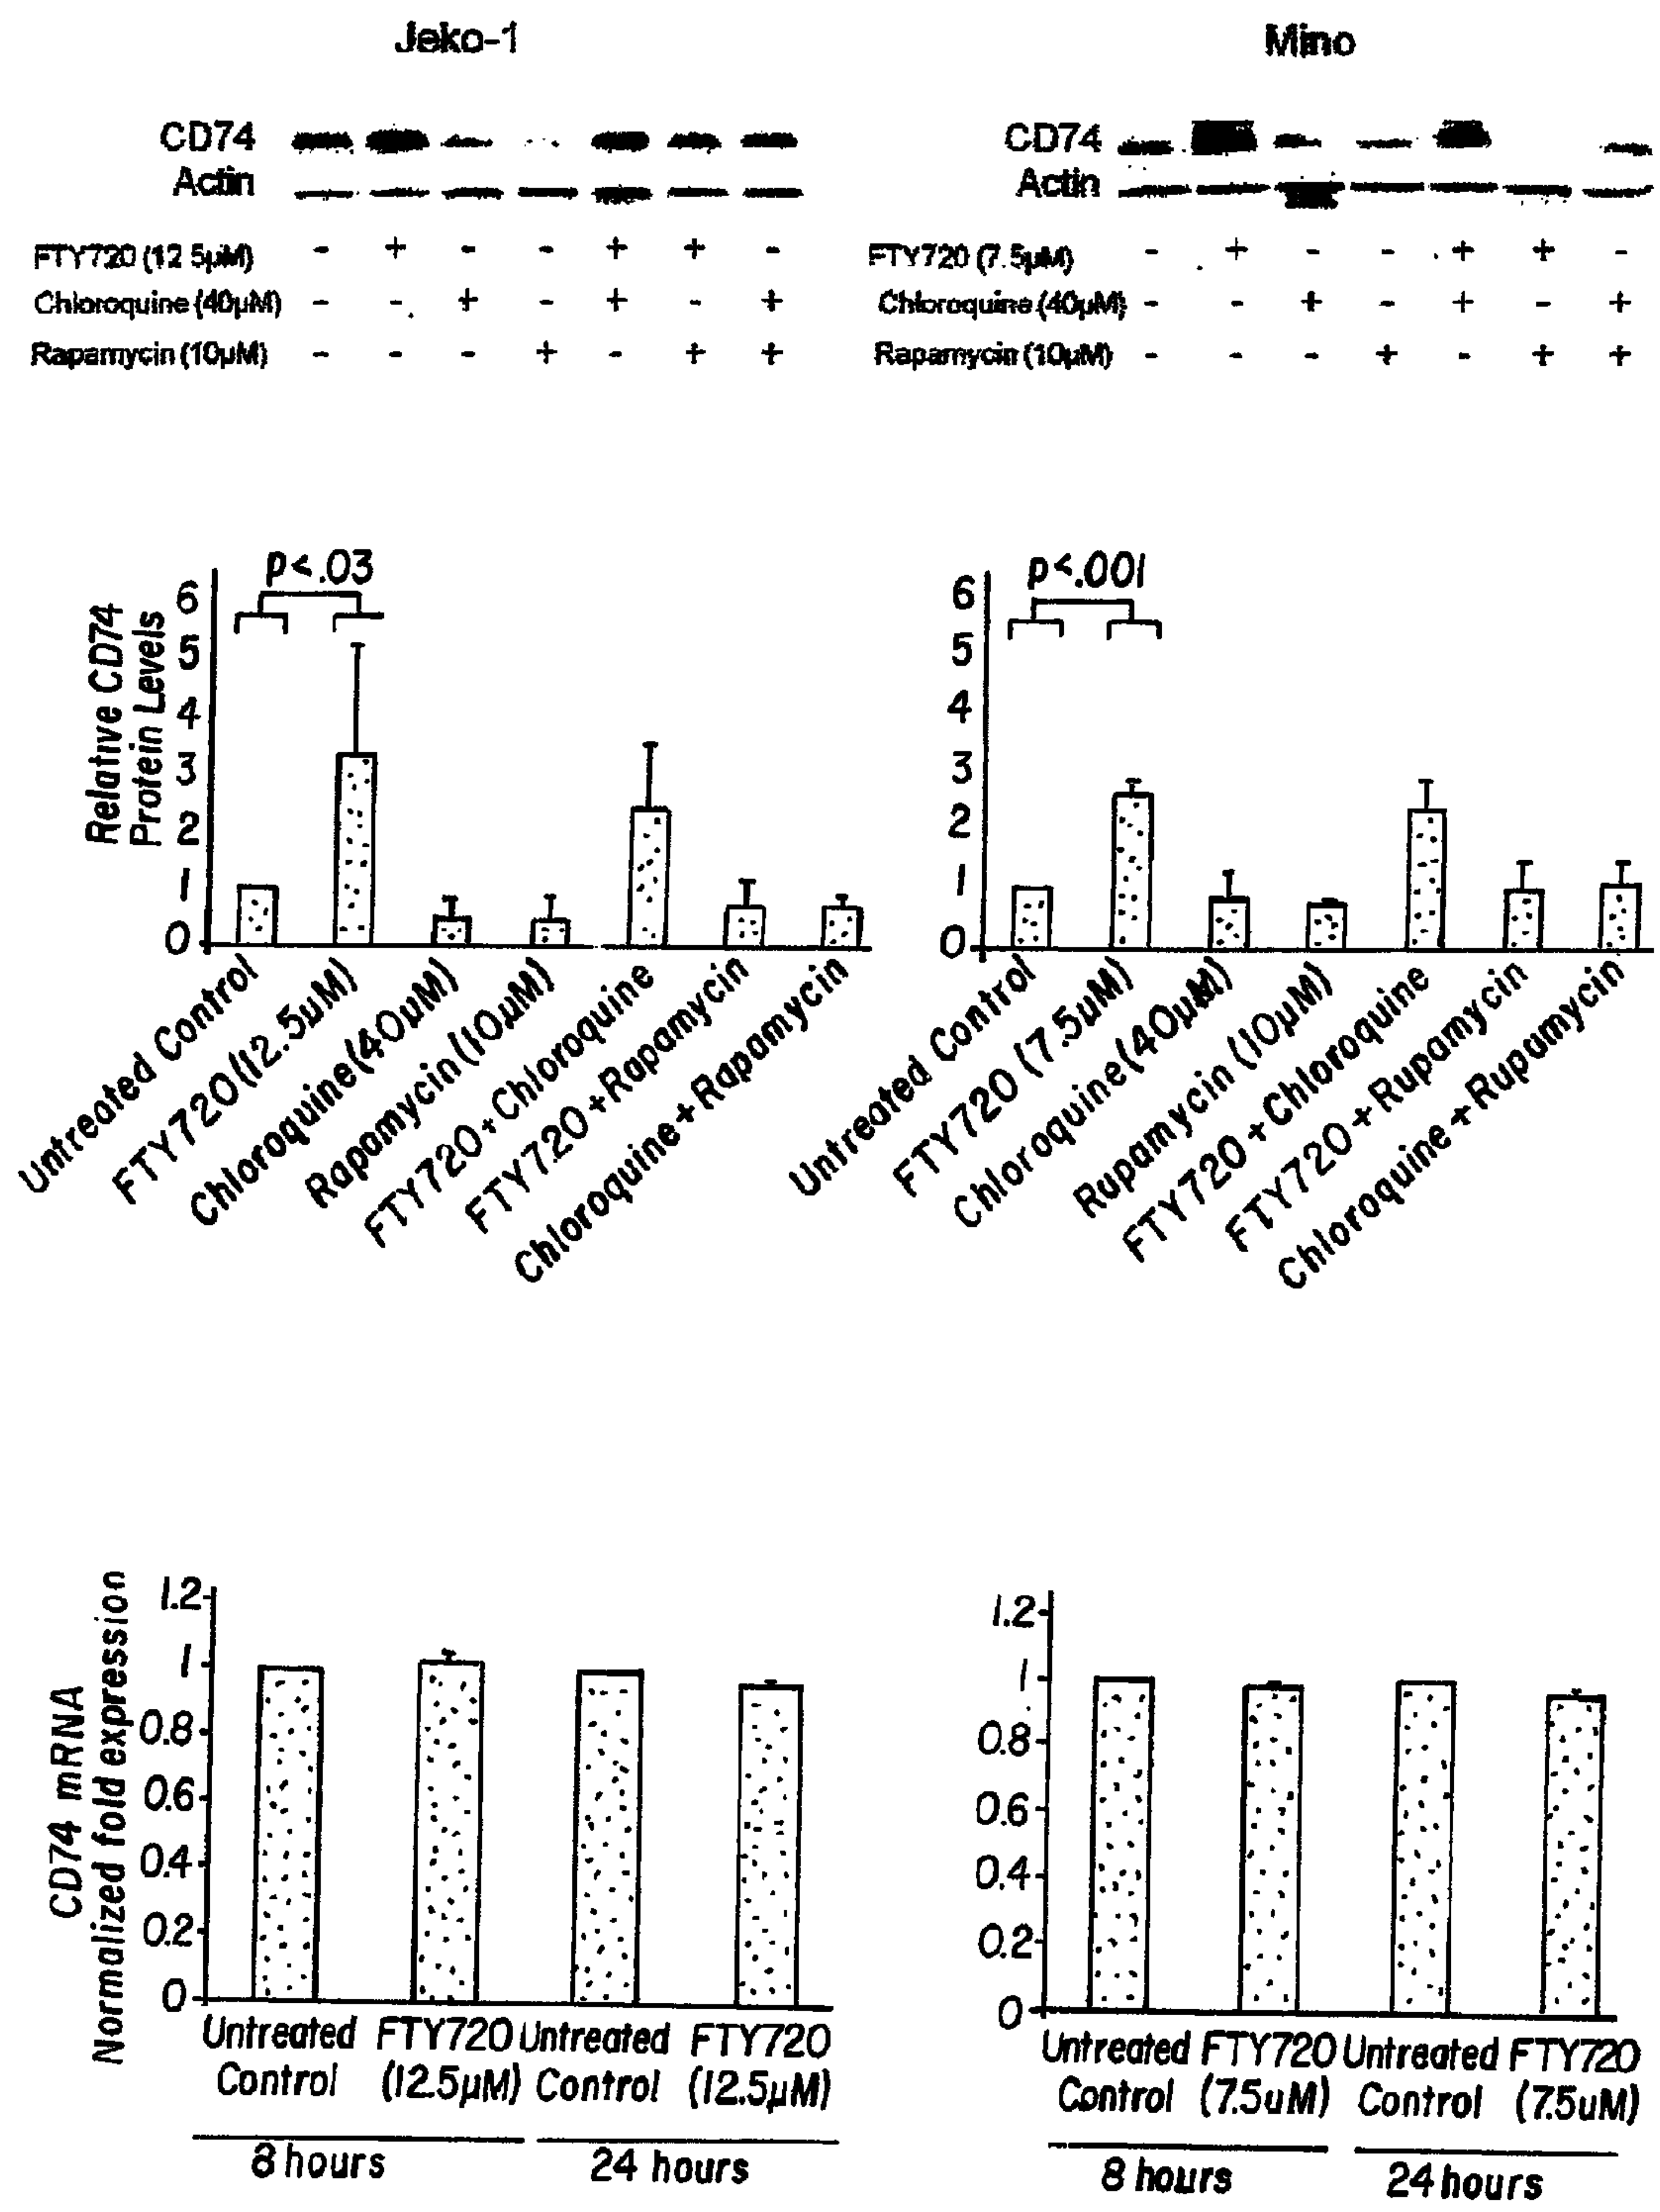 Jeko-1
CD74
Actin
FTY720 (12 5µM) - + - - + + -
Chloroquine (40µM) - - + - + - +
Rapamycin (10µM) - - - + - + +
Mino
CD74
Actin
FTY720 (7.5µM) - + - - + + -
Chloroquine (40µM) - - + - + - +
Rapamycin (10µM) - - - + - + +
Relative CD74
Protein Levels
p<.03
6
5
4
3
2
1
0
Untreated Control
FTY720 (12.5µM)
Chloroquine (40µM)
Rapamycin (10µM)
FTY720+Chloroquine
FTY720+Rapamycin
Chloroquine+Rapamycin
p<.001
6
5
4
3
2
1
0
Untreated Control
FTY720 (7.5µM)
Chloroquine (40µM)
Rupamycin (10µM)
FTY720+Chloroquine
FTY720+Rupamycin
Chloroquine+Rupamycin
CD74 mRNA
Normalized fold expression
1.2
1
0.8
0.6
0.4
0.2
0
Untreated FTY720 Untreated FTY720
Control (12.5µM) Control (12.5µM)
8 hours 24 hours
1.2
1
0.8
0.6
0.4
0.2
0
Untreated FTY720 Untreated FTY720
Control (7.5uM) Control (7.5uM)
8 hours 24 hours